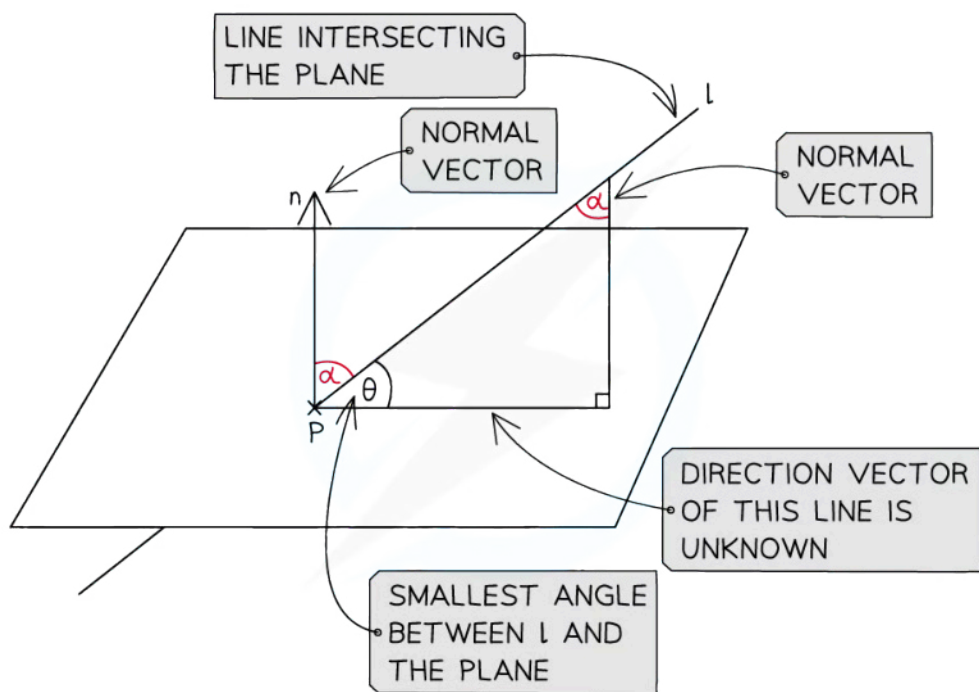 LINE INTERSECTING
THE PLANE
l
NORMAL
VECTOR
NORMAL
VECTOR
n
α
α
θ
P
DIRECTION VECTOR
OF THIS LINE IS
UNKNOWN
SMALLEST ANGLE
BETWEEN l AND
THE PLANE